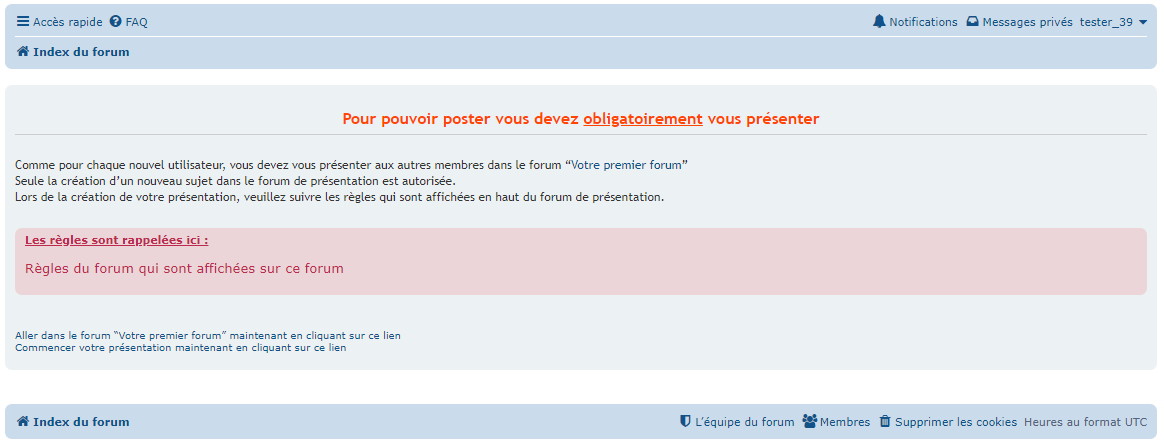 Accès rapide FAQ Notifications Messages privés tester_39
Index du forum
Pour pouvoir poster vous devez obligatoirement vous présenter
Comme pour chaque nouvel utilisateur, vous devez vous présenter aux autres membres dans le forum “Votre premier forum”
Seule la création d’un nouveau sujet dans le forum de présentation est autorisée.
Lors de la création de votre présentation, veuillez suivre les règles qui sont affichées en haut du forum de présentation.
Les règles sont rappelées ici :
Règles du forum qui sont affichées sur ce forum
Aller dans le forum “Votre premier forum” maintenant en cliquant sur ce lien
Commencer votre présentation maintenant en cliquant sur ce lien
Index du forum L’équipe du forum Membres Supprimer les cookies Heures au format UTC